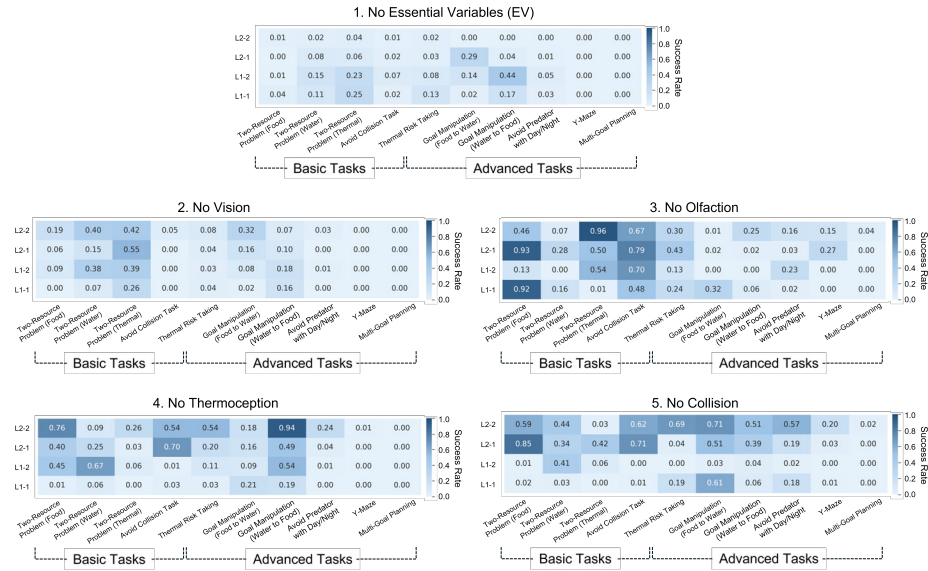 1. No Essential Variables (EV)
L2-2 0.01 0.02 0.04 0.01 0.02 0.00 0.00 0.00 0.00 0.00
L2-1 0.00 0.08 0.06 0.02 0.03 0.29 0.04 0.01 0.00 0.00
L1-2 0.01 0.15 0.23 0.07 0.08 0.14 0.44 0.05 0.00 0.00
L1-1 0.04 0.11 0.25 0.02 0.13 0.02 0.17 0.03 0.00 0.00
1.0
0.8
0.6
0.4
0.2
0.0
Success Rate
Two-Resource Problem (Food)
Two-Resource Problem (Water)
Two-Resource Problem (Thermal)
Avoid Collision Task
Thermal Risk Taking
Goal Manipulation (Food to Water)
Goal Manipulation (Water to Food)
Avoid Predator with Day/Night
Y-Maze
Multi-Goal Planning
Basic Tasks
Advanced Tasks
2. No Vision
L2-2 0.19 0.40 0.42 0.05 0.08 0.32 0.07 0.03 0.00 0.00
L2-1 0.06 0.15 0.55 0.00 0.04 0.16 0.10 0.00 0.00 0.00
L1-2 0.09 0.38 0.39 0.00 0.03 0.08 0.18 0.01 0.00 0.00
L1-1 0.00 0.07 0.26 0.00 0.04 0.02 0.16 0.00 0.00 0.00
1.0
0.8
0.6
0.4
0.2
0.0
Success Rate
Two-Resource Problem (Food)
Two-Resource Problem (Water)
Two-Resource Problem (Thermal)
Avoid Collision Task
Thermal Risk Taking
Goal Manipulation (Food to Water)
Goal Manipulation (Water to Food)
Avoid Predator with Day/Night
Y-Maze
Multi-Goal Planning
Basic Tasks
Advanced Tasks
3. No Olfaction
L2-2 0.46 0.07 0.96 0.67 0.30 0.01 0.25 0.16 0.15 0.04
L2-1 0.93 0.28 0.50 0.79 0.43 0.02 0.02 0.03 0.27 0.00
L1-2 0.13 0.00 0.54 0.70 0.13 0.00 0.00 0.23 0.00 0.00
L1-1 0.92 0.16 0.01 0.48 0.24 0.32 0.06 0.02 0.00 0.00
1.0
0.8
0.6
0.4
0.2
0.0
Success Rate
Two-Resource Problem (Food)
Two-Resource Problem (Water)
Two-Resource Problem (Thermal)
Avoid Collision Task
Thermal Risk Taking
Goal Manipulation (Food to Water)
Goal Manipulation (Water to Food)
Avoid Predator with Day/Night
Y-Maze
Multi-Goal Planning
Basic Tasks
Advanced Tasks
4. No Thermoception
L2-2 0.76 0.09 0.26 0.54 0.54 0.18 0.94 0.24 0.01 0.00
L2-1 0.40 0.25 0.03 0.70 0.20 0.16 0.49 0.04 0.00 0.00
L1-2 0.45 0.67 0.06 0.01 0.11 0.09 0.54 0.01 0.00 0.00
L1-1 0.01 0.06 0.00 0.03 0.03 0.21 0.19 0.00 0.00 0.00
1.0
0.8
0.6
0.4
0.2
0.0
Success Rate
Two-Resource Problem (Food)
Two-Resource Problem (Water)
Two-Resource Problem (Thermal)
Avoid Collision Task
Thermal Risk Taking
Goal Manipulation (Food to Water)
Goal Manipulation (Water to Food)
Avoid Predator with Day/Night
Y-Maze
Multi-Goal Planning
Basic Tasks
Advanced Tasks
5. No Collision
L2-2 0.59 0.44 0.03 0.62 0.69 0.71 0.51 0.57 0.20 0.02
L2-1 0.85 0.34 0.42 0.71 0.04 0.51 0.39 0.19 0.03 0.00
L1-2 0.01 0.41 0.06 0.00 0.00 0.03 0.04 0.02 0.00 0.00
L1-1 0.02 0.03 0.00 0.01 0.19 0.61 0.06 0.18 0.01 0.00
1.0
0.8
0.6
0.4
0.2
0.0
Success Rate
Two-Resource Problem (Food)
Two-Resource Problem (Water)
Two-Resource Problem (Thermal)
Avoid Collision Task
Thermal Risk Taking
Goal Manipulation (Food to Water)
Goal Manipulation (Water to Food)
Avoid Predator with Day/Night
Y-Maze
Multi-Goal Planning
Basic Tasks
Advanced Tasks